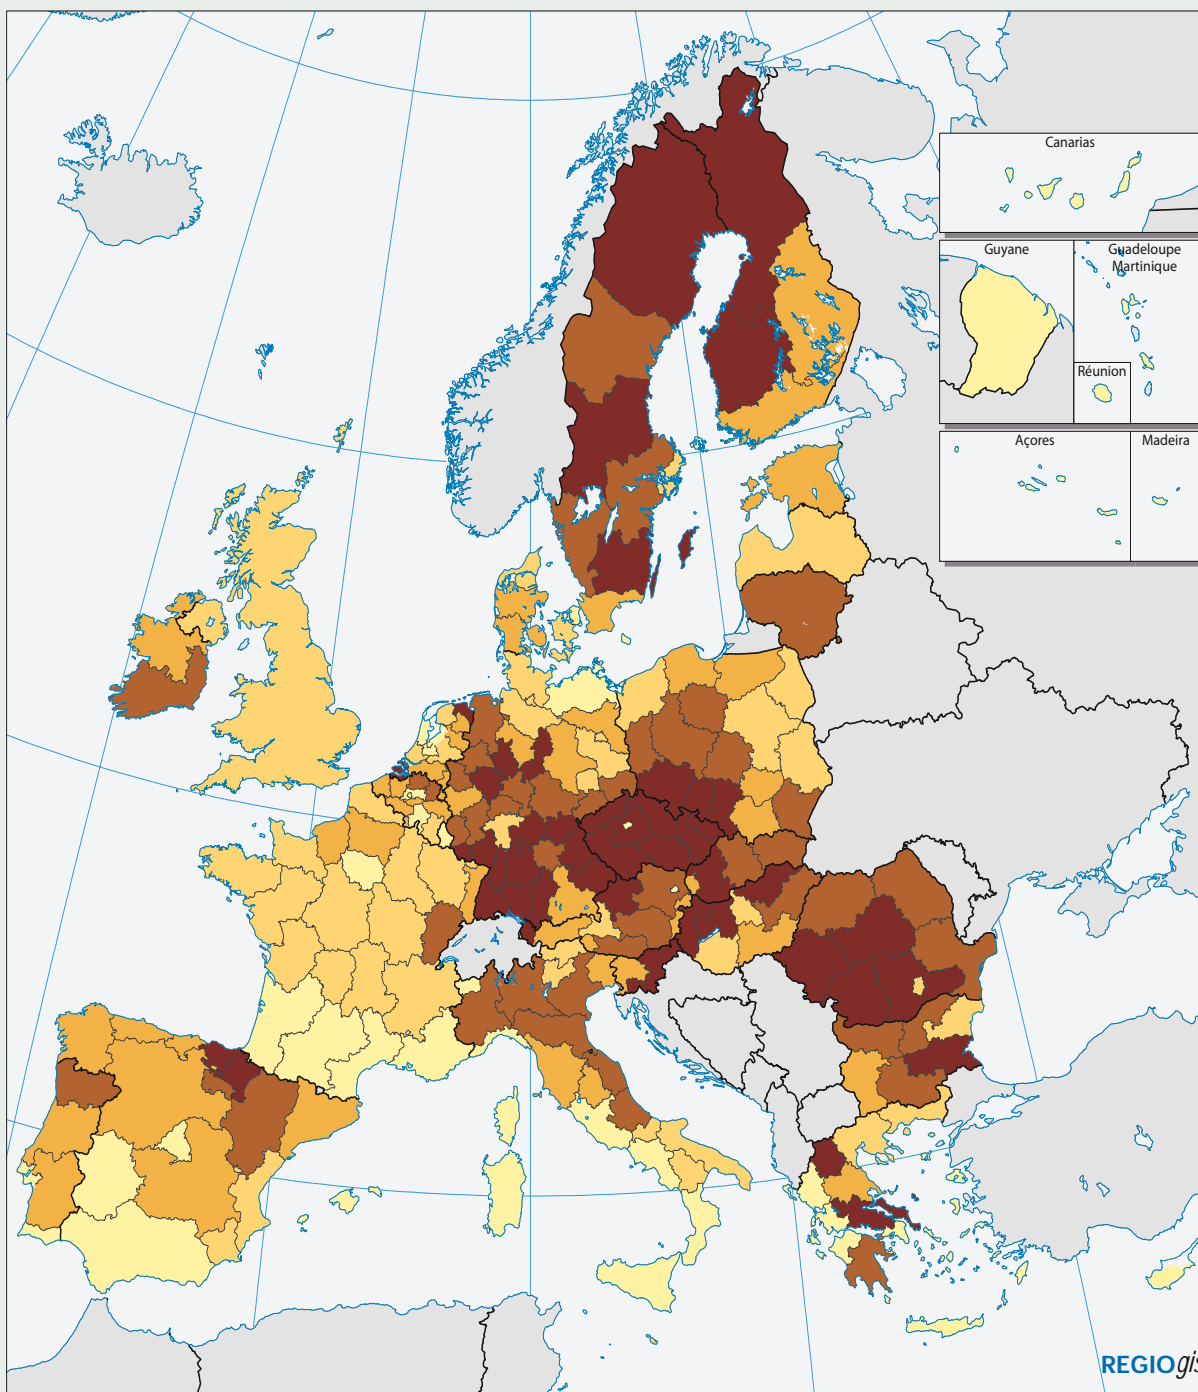 Canarias
Guyane
Guadeloupe
Martinique
Réunion
Açores
Madeira
REGIOgis